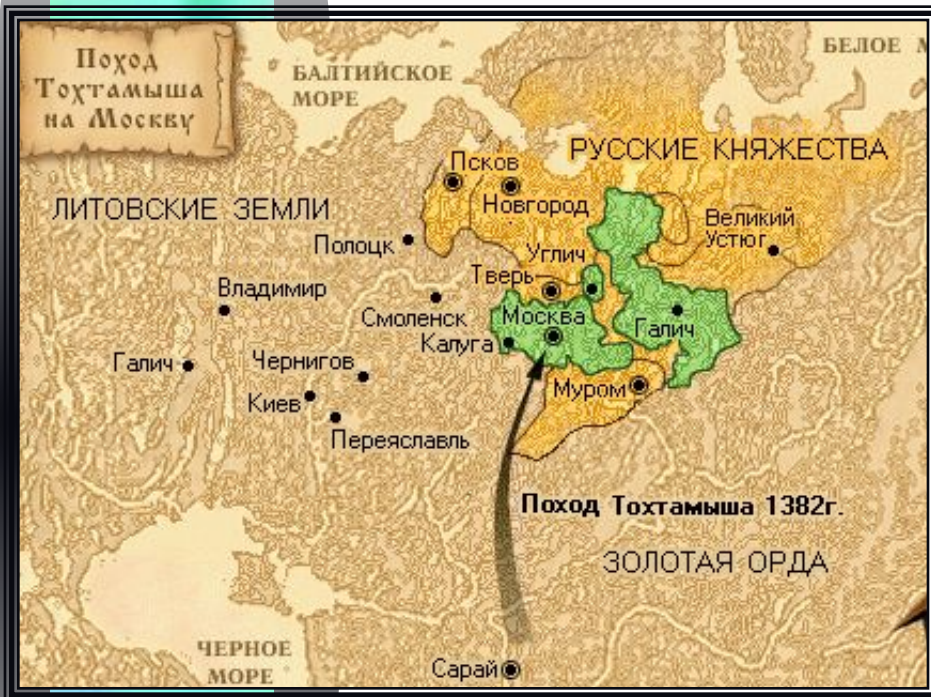 Поход
Тохтамыша
на Москву
БАЛТИЙСКОЕ
МОРЕ
БЕЛОЕ М
РУССКИЕ КНЯЖЕСТВА
Псков
Новгород
ЛИТОВСКИЕ ЗЕМЛИ
Великий
Устюг
Полоцк
Углич
Тверь
Владимир
Смоленск
Москва
Галич
Калуга
Галич
Чернигов
Муром
Киев
Переяславль
Поход Тохтамыша 1382г.
ЗОЛОТАЯ ОРДА
ЧЕРНОЕ
МОРЕ
Сарай